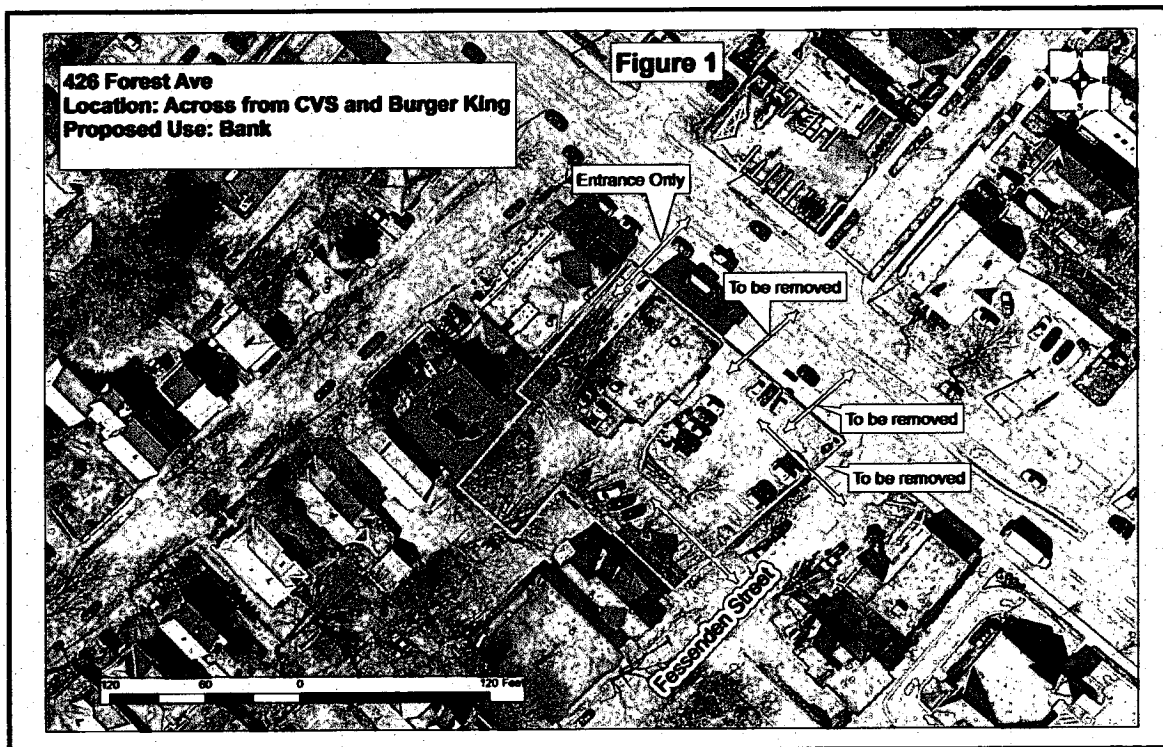 426 Forest Ave
Location: Across from CVS and Burger King
Proposed Use: Bank
Figure 1
W E
S
Entrance Only
To be removed
To be removed
To be removed
Fessenden Street
120 60 0 120 Feet